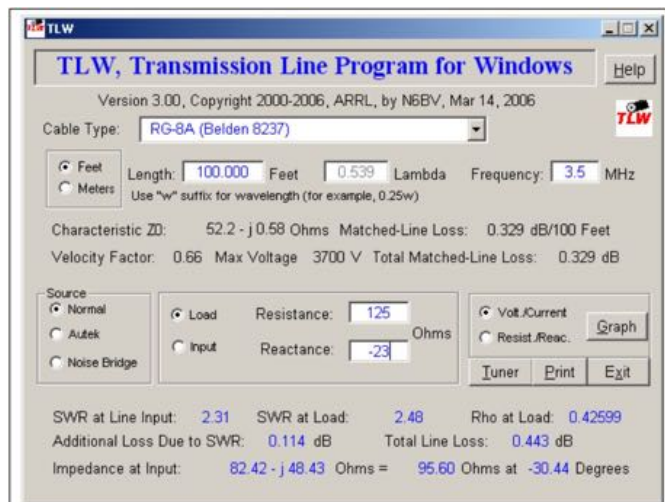 TLW
TLW, Transmission Line Program for Windows
Help
Version 3.00, Copyright 2000-2006, ARRL, by N6BV, Mar 14, 2006
TLW
Cable Type: RG-8A (Belden 8237)
Feet
Meters
Length: 100.000 Feet 0.539 Lambda Frequency: 3.5 MHz
Use "w" suffix for wavelength (for example, 0.25w)
Characteristic Z0: 52.2 - j 0.58 Ohms Matched-Line Loss: 0.329 dB/100 Feet
Velocity Factor: 0.66 Max Voltage 3700 V Total Matched-Line Loss: 0.329 dB
Source
Normal
Autek
Noise Bridge
Load
Input
Resistance: 125
Reactance: -23
Ohms
Volt./Current
Resist./Reac.
Graph
Tuner Print Exit
SWR at Line Input: 2.31 SWR at Load: 2.48 Rho at Load: 0.42599
Additional Loss Due to SWR: 0.114 dB Total Line Loss: 0.443 dB
Impedance at Input: 82.42 - j 48.43 Ohms = 95.60 Ohms at -30.44 Degrees